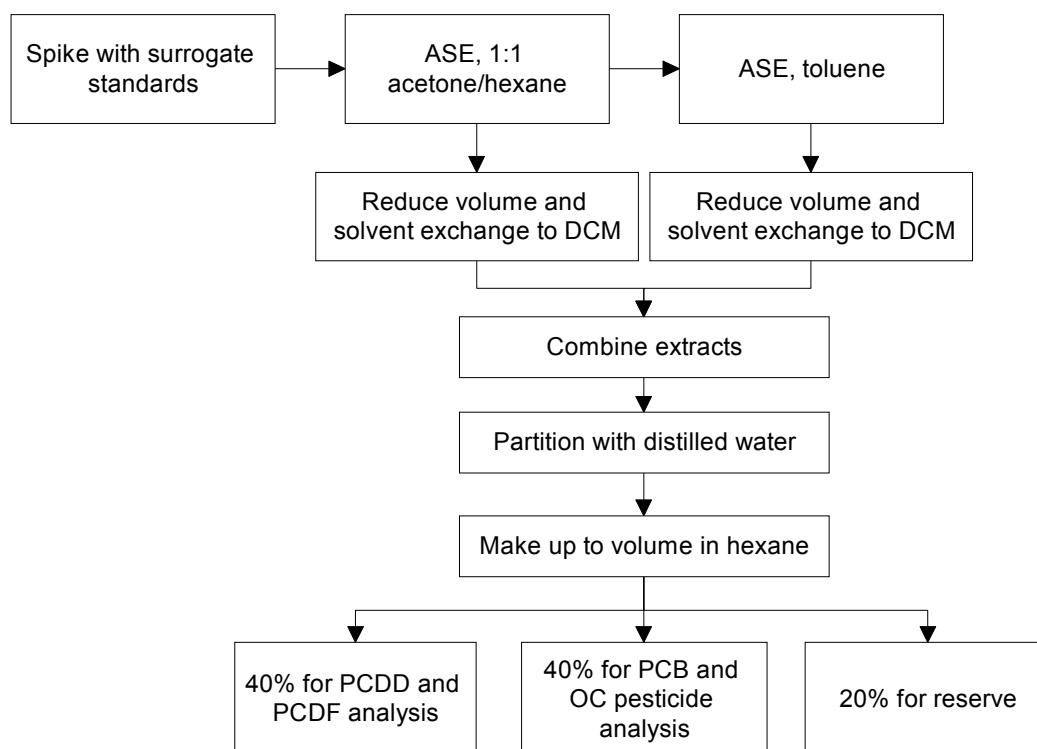 Spike with surrogate
standards
ASE, 1:1
acetone/hexane
ASE, toluene
Reduce volume and
solvent exchange to DCM
Reduce volume and
solvent exchange to DCM
Combine extracts
Partition with distilled water
Make up to volume in hexane
40% for PCDD and
PCDF analysis
40% for PCB and
OC pesticide
analysis
20% for reserve